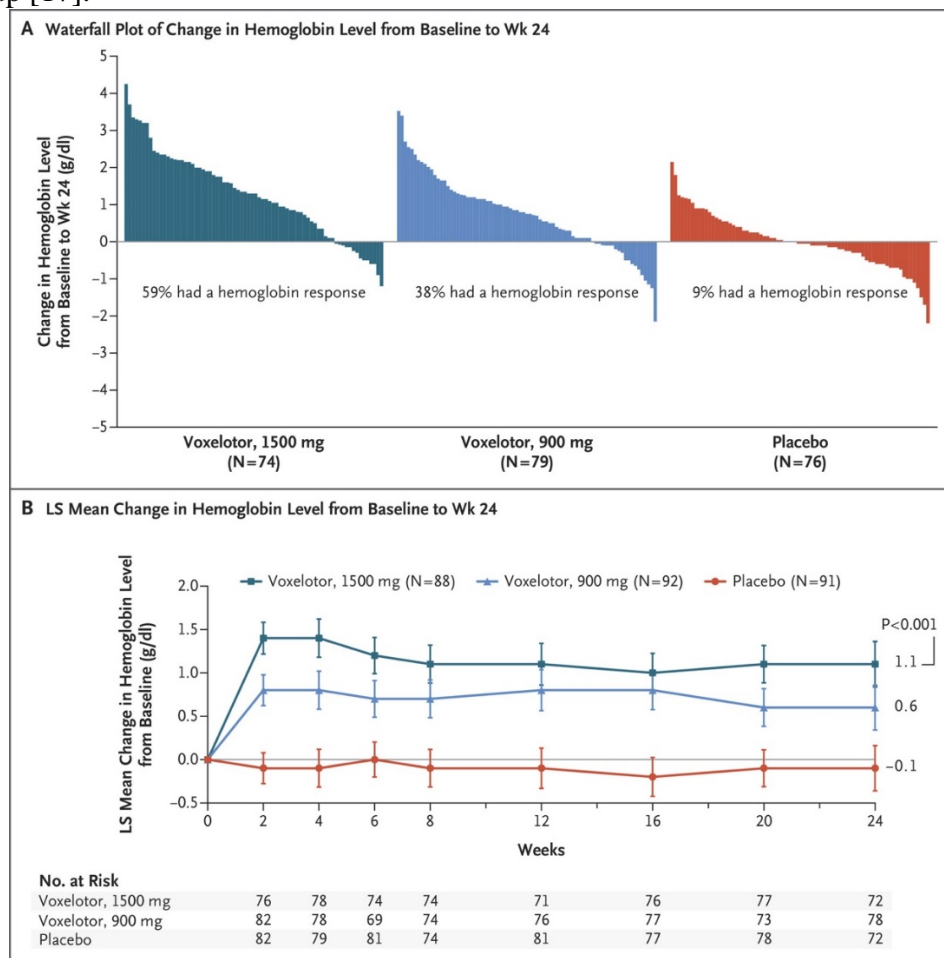 A Waterfall Plot of Change in Hemoglobin Level from Baseline to Wk 24
Change in Hemoglobin Level
from Baseline to Wk 24 (g/dl)
5
4
3
2
1
0
−1
−2
−3
−4
−5
59% had a hemoglobin response
38% had a hemoglobin response
9% had a hemoglobin response
Voxelotor, 1500 mg
(N=74)
Voxelotor, 900 mg
(N=79)
Placebo
(N=76)
B LS Mean Change in Hemoglobin Level from Baseline to Wk 24
LS Mean Change in Hemoglobin Level
from Baseline (g/dl)
Voxelotor, 1500 mg (N=88) Voxelotor, 900 mg (N=92) Placebo (N=91)
2.0
1.5
1.0
0.5
0.0
−0.5
P<0.001
1.1
0.6
−0.1
0 2 4 6 8 12 16 20 24
Weeks
No. at Risk
Voxelotor, 1500 mg 76 78 74 74 71 76 77 72
Voxelotor, 900 mg 82 78 69 74 76 77 73 78
Placebo 82 79 81 74 81 77 78 72